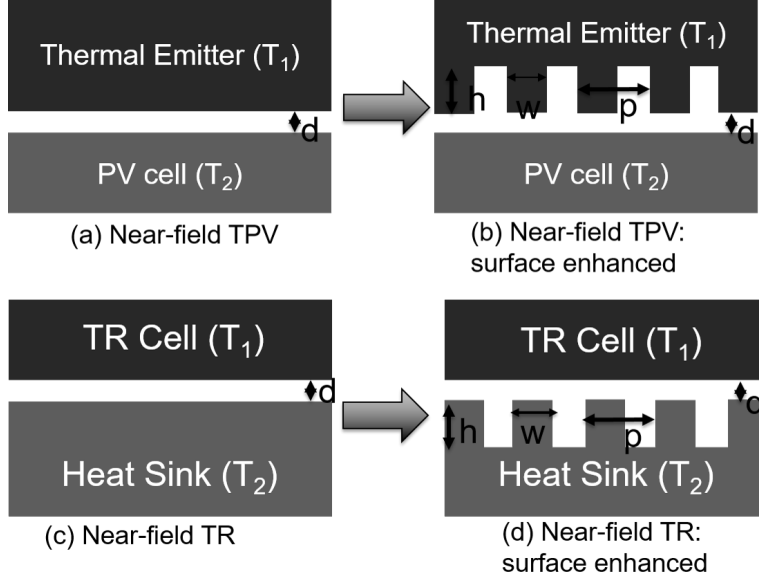 Thermal Emitter (T₁)
d
PV cell (T₂)
(a) Near-field TPV
Thermal Emitter (T₁)
h
w
p
d
PV cell (T₂)
(b) Near-field TPV:
surface enhanced
TR Cell (T₁)
d
Heat Sink (T₂)
(c) Near-field TR
TR Cell (T₁)
d
h
w
p
Heat Sink (T₂)
(d) Near-field TR:
surface enhanced